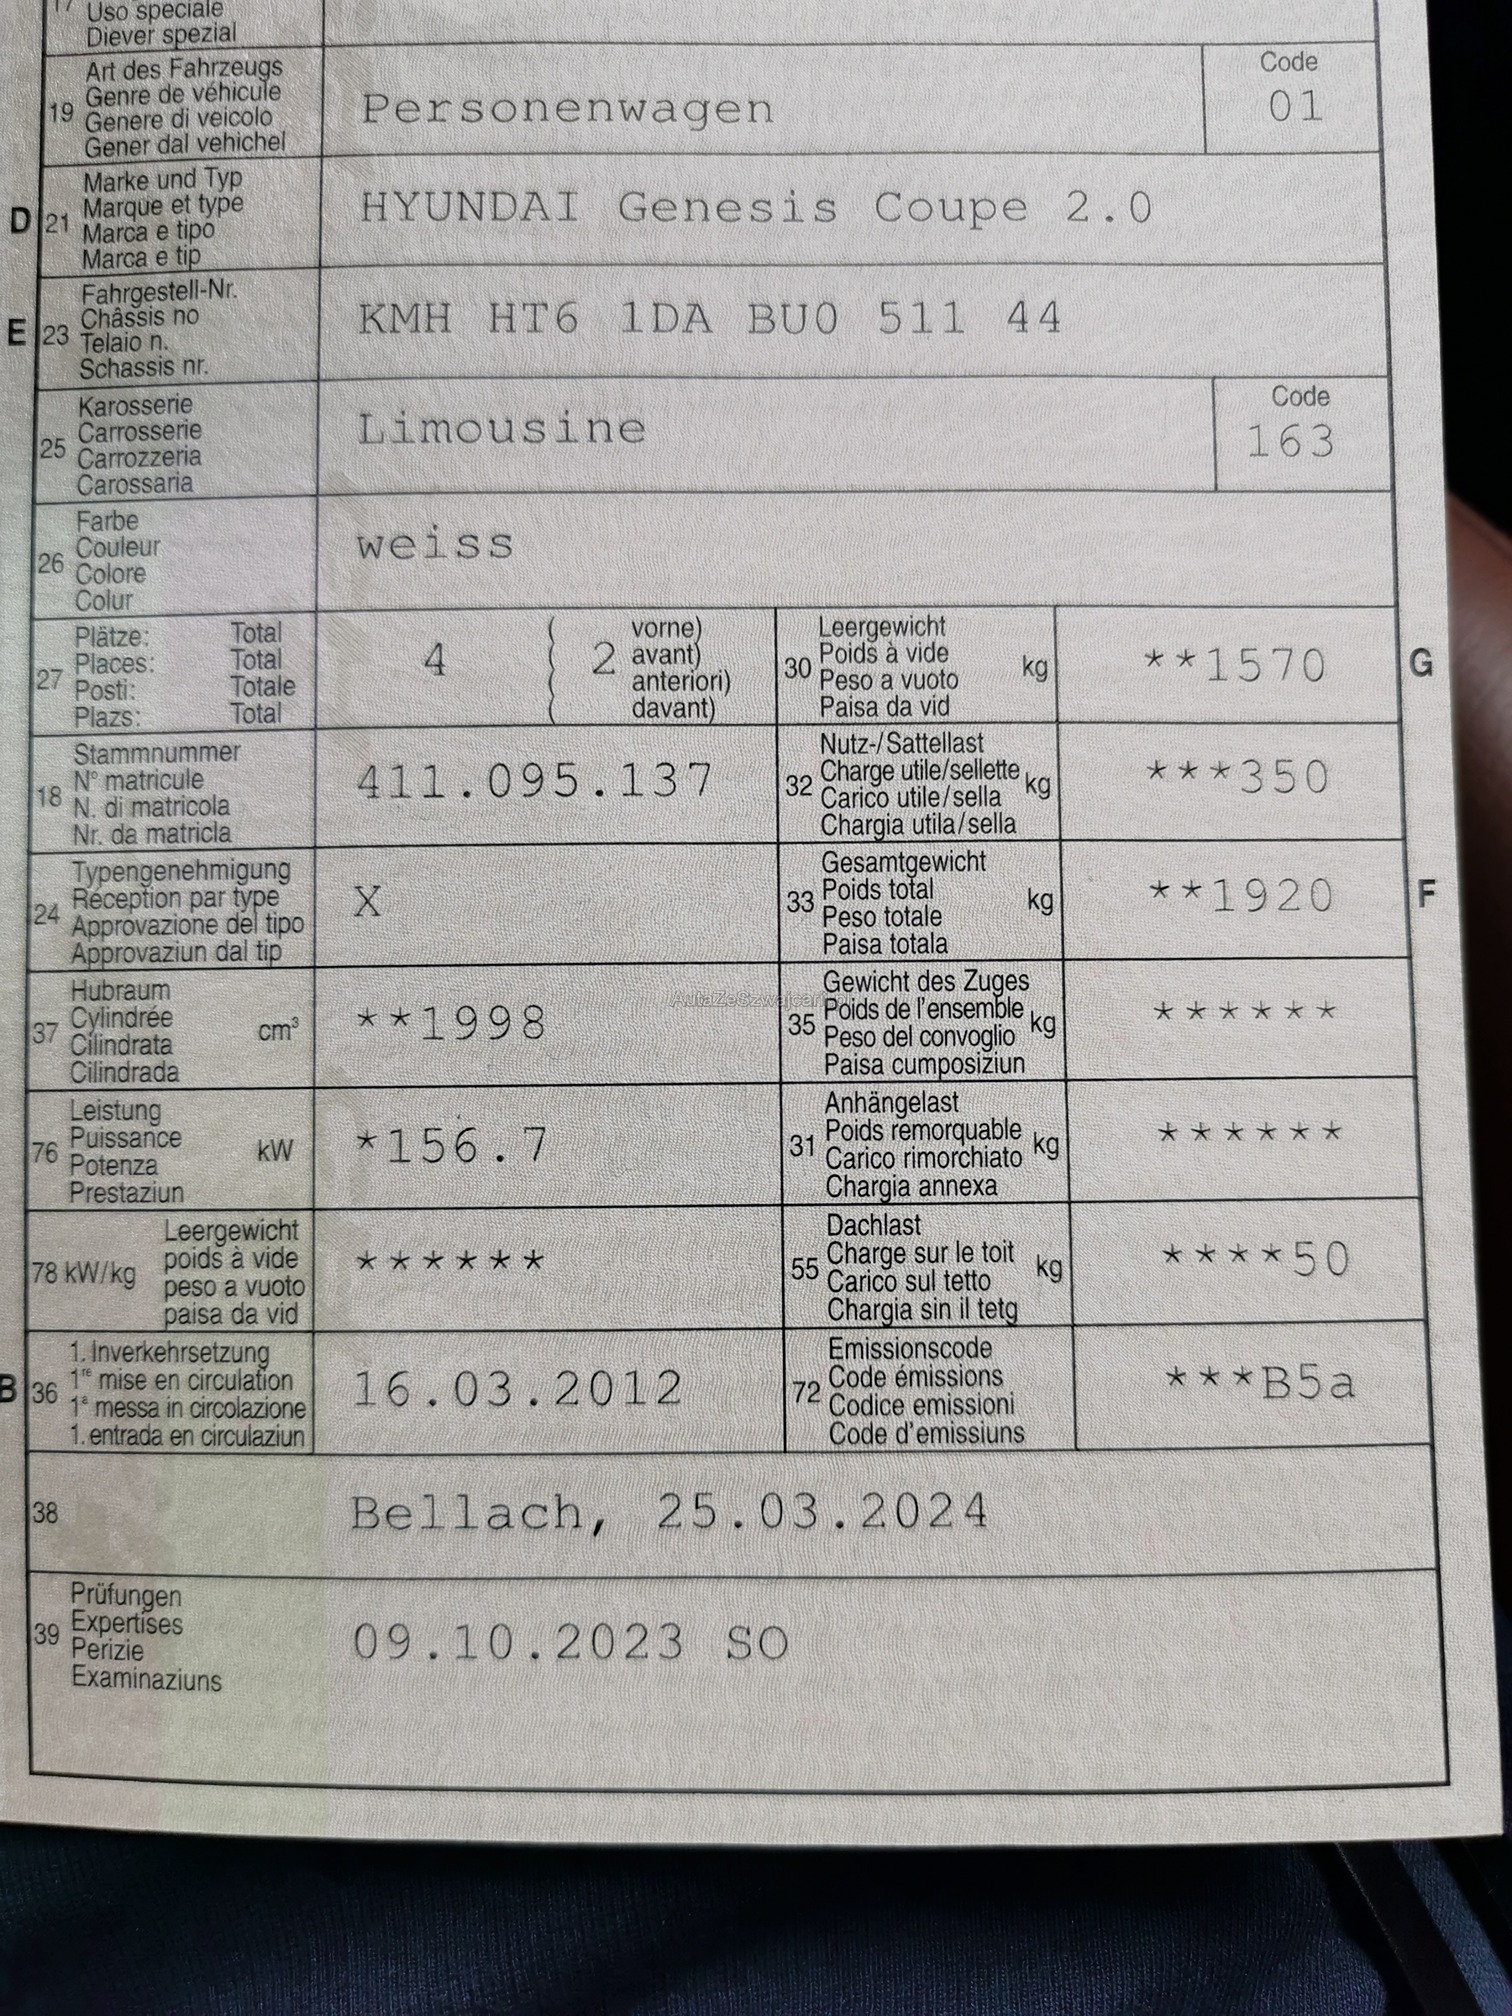 17 Uso speciale
Diever spezial
19 Art des Fahrzeugs
Genre de véhicule
Genere di veicolo
Gener dal vehichel
Personenwagen
Code
01
D 21 Marke und Typ
Marque et type
Marca e tipo
Marca e tip
HYUNDAI Genesis Coupe 2.0
E 23 Fahrgestell-Nr.
Châssis no
Telaio n.
Schassis nr.
KMH HT6 1DA BU0 511 44
25 Karosserie
Carrosserie
Carrozzeria
Carossaria
Limousine
Code
163
26 Farbe
Couleur
Colore
Colur
weiss
27 Plätze: Total
Places: Total
Posti: Totale
Plazs: Total
4 ( 2 vorne)
avant)
anteriori)
davant)
30 Leergewicht
Poids à vide
Peso a vuoto
Paisa da vid
kg
**1570
G
18 Stammnummer
N° matricule
N. di matricola
Nr. da matricla
411.095.137
32 Nutz-/Sattellast
Charge utile/sellette
Carico utile/sella
Chargia utila/sella
kg
***350
24 Typengenehmigung
Réception par type
Approvazione del tipo
Approvaziun dal tip
X
33 Gesamtgewicht
Poids total
Peso totale
Paisa totala
kg
**1920
F
37 Hubraum
Cylindrée
Cilindrata
Cilindrada
cm³
**1998
35 Gewicht des Zuges
Poids de l'ensemble
Peso del convoglio
Paisa cumposiziun
kg
******
76 Leistung
Puissance
Potenza
Prestaziun
kW
*156.7
31 Anhängelast
Poids remorquable
Carico rimorchiato
Chargia annexa
kg
******
78 kW/kg Leergewicht
poids à vide
peso a vuoto
paisa da vid
******
55 Dachlast
Charge sur le toit
Carico sul tetto
Chargia sin il tetg
kg
****50
B 36 1. Inverkehrsetzung
1re mise en circulation
1a messa in circolazione
1. entrada en circulaziun
16.03.2012
72 Emissionscode
Code émissions
Codice emissioni
Code d'emissiuns
***B5a
38 Bellach, 25.03.2024
39 Prüfungen
Expertises
Perizie
Examinaziuns
09.10.2023 SO